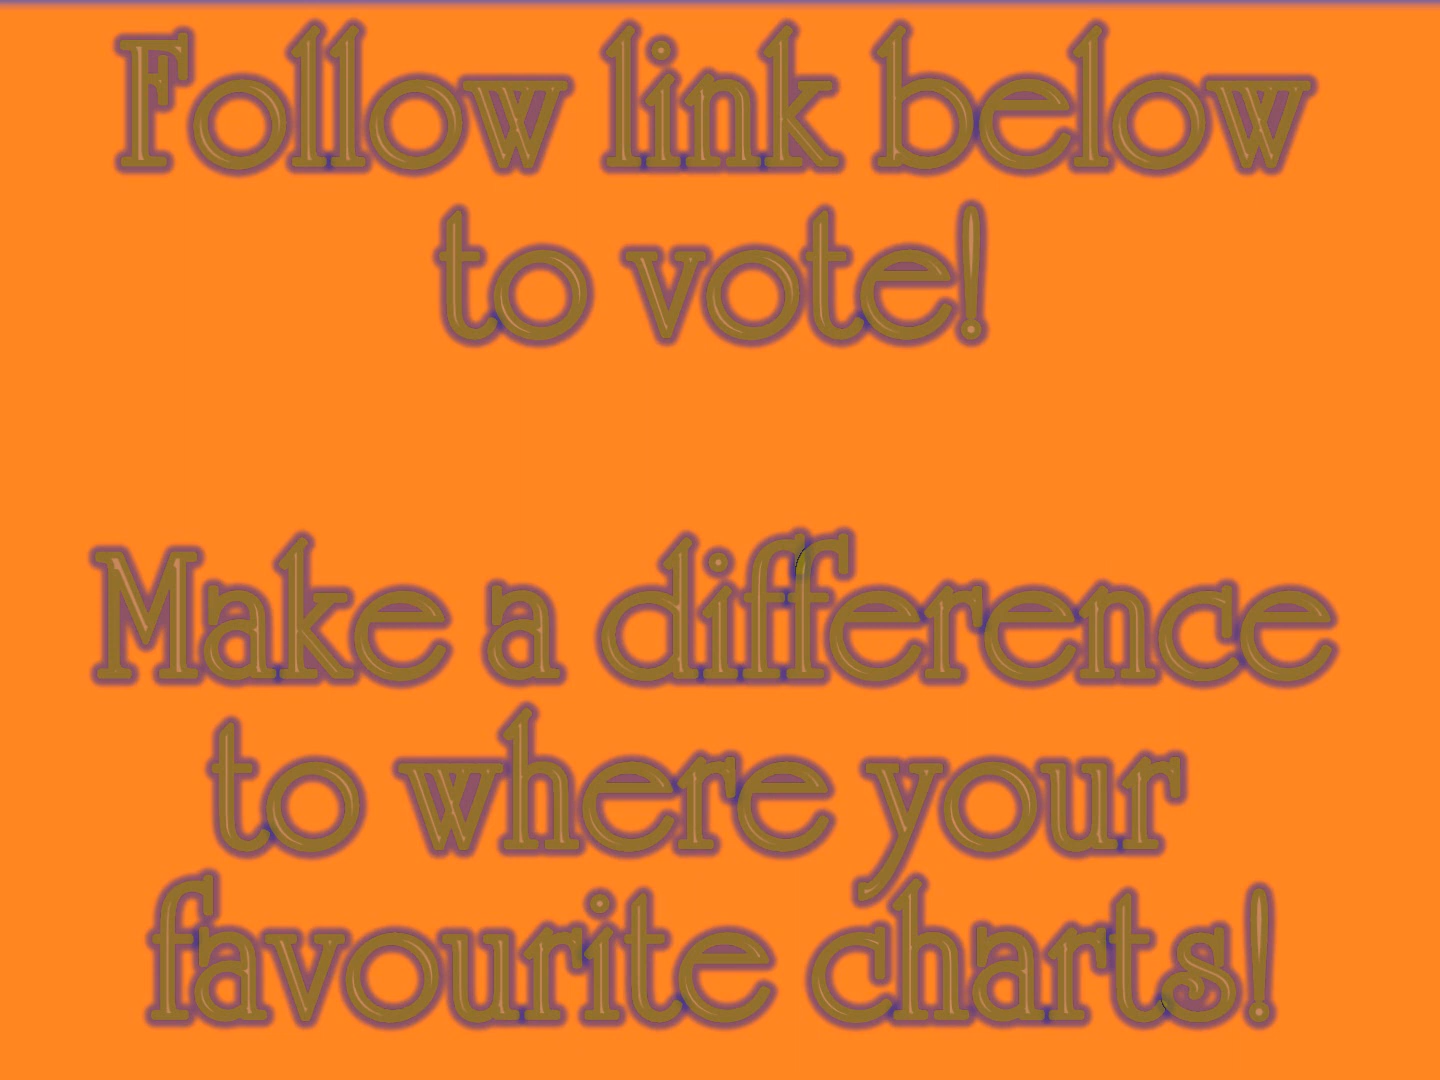 Follow link below
to vote!
Make a difference
to where your
favourite charts!